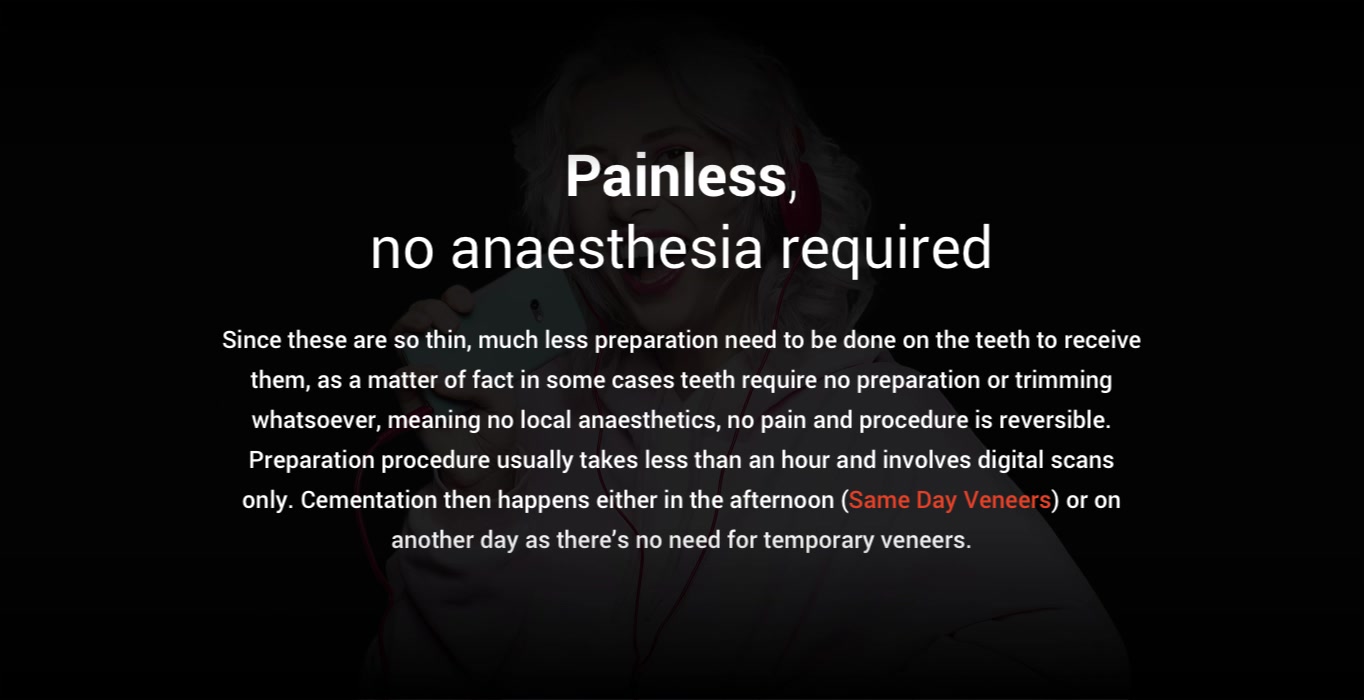 Painless,
no anaesthesia required
Since these are so thin, much less preparation need to be done on the teeth to receive
them, as a matter of fact in some cases teeth require no preparation or trimming
whatsoever, meaning no local anaesthetics, no pain and procedure is reversible.
Preparation procedure usually takes less than an hour and involves digital scans
only. Cementation then happens either in the afternoon (Same Day Veneers) or on
another day as there’s no need for temporary veneers.